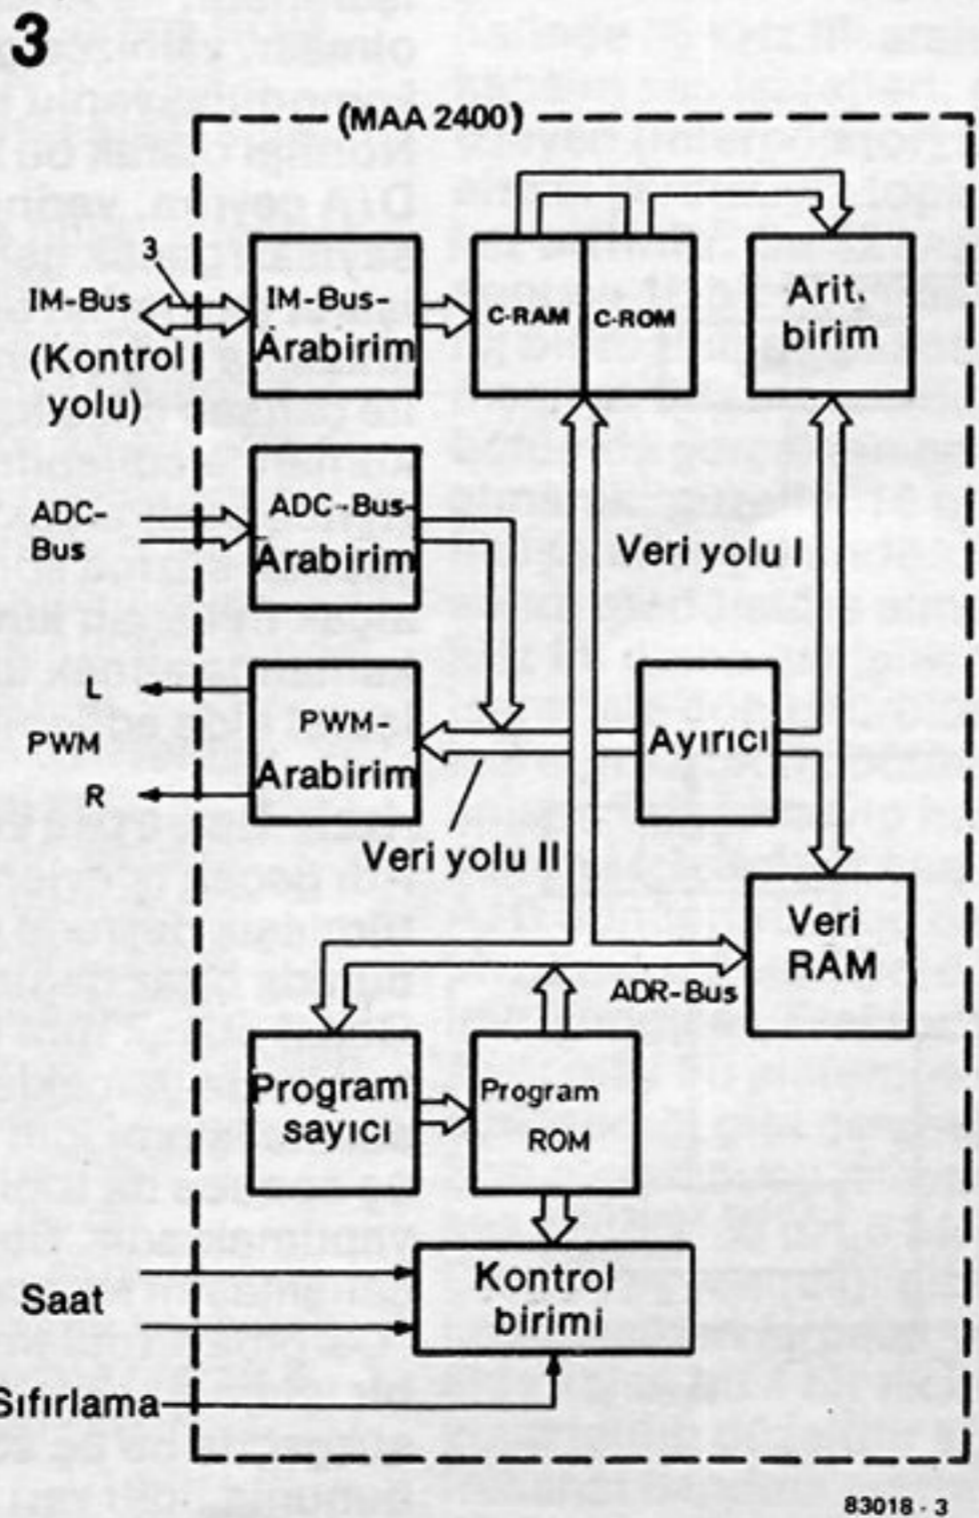 3
(MAA 2400)
3
IM-Bus
(Kontrol
yolu)
IM-Bus-
Arabirim
C-RAM
C-ROM
Arit.
birim
ADC-
Bus
ADC-Bus-
Arabirim
Veri yolu I
L
PWM
R
PWM-
Arabirim
Ayırıcı
Veri yolu II
Veri
RAM
ADR-Bus
Program
sayıcı
Program
ROM
Saat
Kontrol
birimi
Sıfırlama
83018 - 3